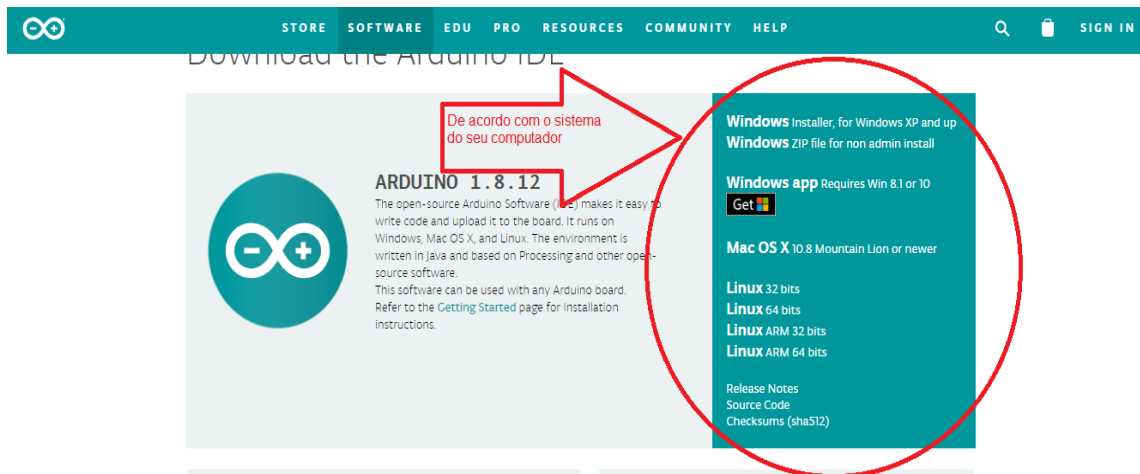 STORE SOFTWARE EDU PRO RESOURCES COMMUNITY HELP SIGN IN
Download the Arduino IDE
De acordo com o sistema
do seu computador
ARDUINO 1.8.12
The open-source Arduino Software (IDE) makes it easy to
write code and upload it to the board. It runs on
Windows, Mac OS X, and Linux. The environment is
written in Java and based on Processing and other open-
source software.
This software can be used with any Arduino board.
Refer to the Getting Started page for Installation
instructions.
Windows Installer, for Windows XP and up
Windows ZIP file for non admin install
Windows app Requires Win 8.1 or 10
Get
Mac OS X 10.8 Mountain Lion or newer
Linux 32 bits
Linux 64 bits
Linux ARM 32 bits
Linux ARM 64 bits
Release Notes
Source Code
Checksums (sha512)